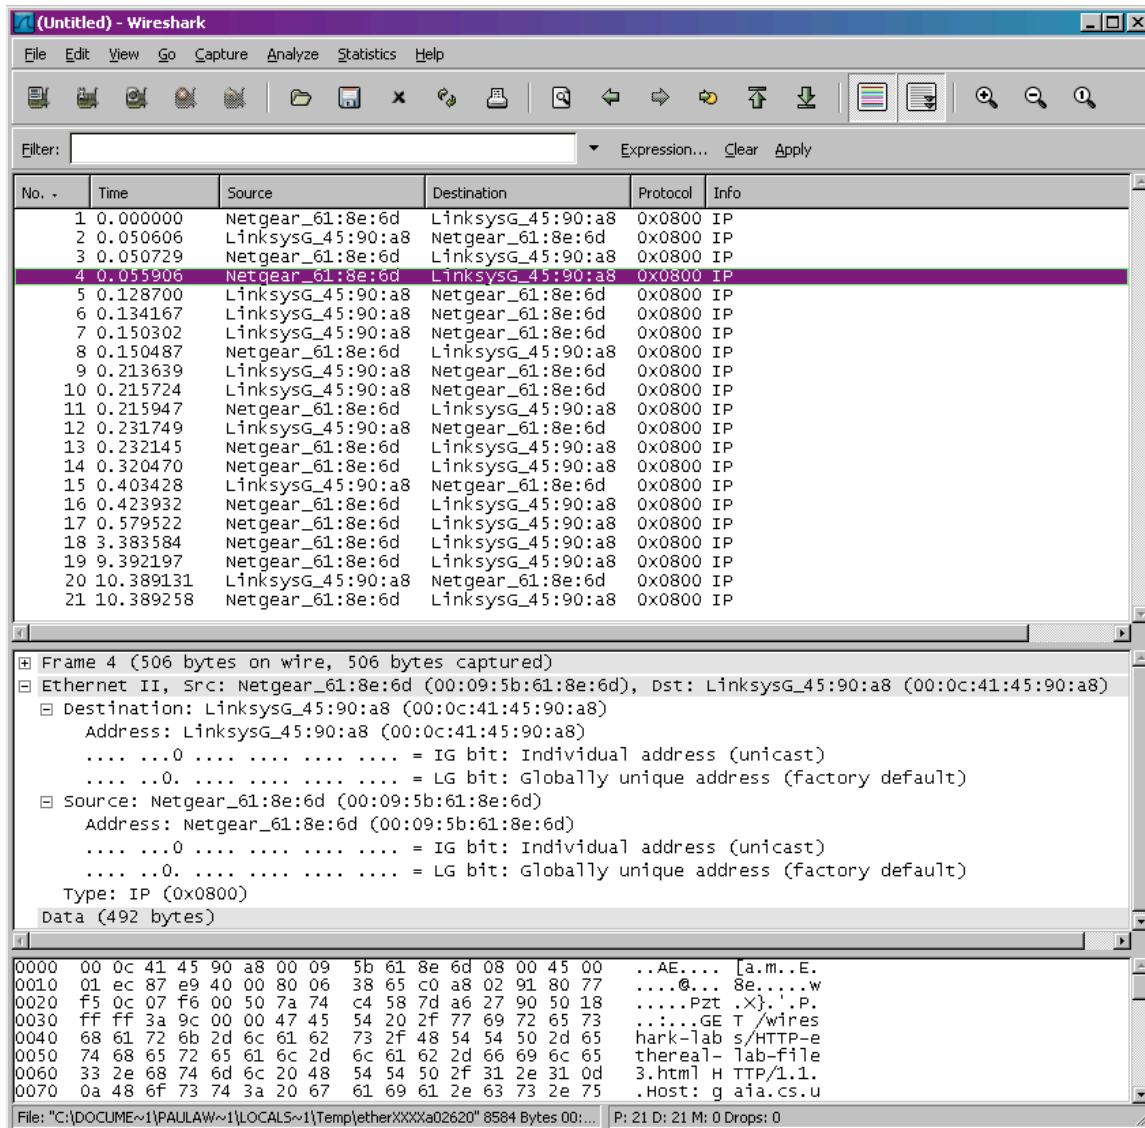 (Untitled) - Wireshark
File Edit View Go Capture Analyze Statistics Help
Filter: Expression... Clear Apply
No. - Time Source Destination Protocol Info
1 0.000000 Netgear_61:8e:6d LinksysG_45:90:a8 0x0800 IP
2 0.050606 LinksysG_45:90:a8 Netgear_61:8e:6d 0x0800 IP
3 0.050729 Netgear_61:8e:6d LinksysG_45:90:a8 0x0800 IP
4 0.055906 Netgear_61:8e:6d LinksysG_45:90:a8 0x0800 IP
5 0.128700 LinksysG_45:90:a8 Netgear_61:8e:6d 0x0800 IP
6 0.134167 LinksysG_45:90:a8 Netgear_61:8e:6d 0x0800 IP
7 0.150302 LinksysG_45:90:a8 Netgear_61:8e:6d 0x0800 IP
8 0.150487 Netgear_61:8e:6d LinksysG_45:90:a8 0x0800 IP
9 0.213639 LinksysG_45:90:a8 Netgear_61:8e:6d 0x0800 IP
10 0.215724 LinksysG_45:90:a8 Netgear_61:8e:6d 0x0800 IP
11 0.215947 Netgear_61:8e:6d LinksysG_45:90:a8 0x0800 IP
12 0.231749 LinksysG_45:90:a8 Netgear_61:8e:6d 0x0800 IP
13 0.232145 Netgear_61:8e:6d LinksysG_45:90:a8 0x0800 IP
14 0.320470 Netgear_61:8e:6d LinksysG_45:90:a8 0x0800 IP
15 0.403428 LinksysG_45:90:a8 Netgear_61:8e:6d 0x0800 IP
16 0.423932 Netgear_61:8e:6d LinksysG_45:90:a8 0x0800 IP
17 0.579522 Netgear_61:8e:6d LinksysG_45:90:a8 0x0800 IP
18 3.383584 Netgear_61:8e:6d LinksysG_45:90:a8 0x0800 IP
19 9.392197 Netgear_61:8e:6d LinksysG_45:90:a8 0x0800 IP
20 10.389131 LinksysG_45:90:a8 Netgear_61:8e:6d 0x0800 IP
21 10.389258 Netgear_61:8e:6d LinksysG_45:90:a8 0x0800 IP
Frame 4 (506 bytes on wire, 506 bytes captured)
Ethernet II, Src: Netgear_61:8e:6d (00:09:5b:61:8e:6d), Dst: LinksysG_45:90:a8 (00:0c:41:45:90:a8)
Destination: LinksysG_45:90:a8 (00:0c:41:45:90:a8)
Address: LinksysG_45:90:a8 (00:0c:41:45:90:a8)
.... ...0 .... .... .... .... = IG bit: Individual address (unicast)
.... ..0. .... .... .... .... = LG bit: Globally unique address (factory default)
Source: Netgear_61:8e:6d (00:09:5b:61:8e:6d)
Address: Netgear_61:8e:6d (00:09:5b:61:8e:6d)
.... ...0 .... .... .... .... = IG bit: Individual address (unicast)
.... ..0. .... .... .... .... = LG bit: Globally unique address (factory default)
Type: IP (0x0800)
Data (492 bytes)
0000 00 0c 41 45 90 a8 00 09 5b 61 8e 6d 08 00 45 00 ..AE.... [a.m..E.
0010 01 ec 87 e9 40 00 80 06 38 65 c0 a8 02 91 80 77 ....@... 8e.....w
0020 f5 0c 07 f6 00 50 7a 74 c4 58 7d a6 27 90 50 18 .....Pzt .X}.'.P.
0030 ff ff 3a 9c 00 00 47 45 54 20 2f 77 69 72 65 73 ..:...GE T /wires
0040 68 61 72 6b 2d 6c 61 62 73 2f 48 54 54 50 2d 65 hark-lab s/HTTP-e
0050 74 68 65 72 65 61 6c 2d 6c 61 62 2d 66 69 6c 65 thereal- lab-file
0060 33 2e 68 74 6d 6c 20 48 54 54 50 2f 31 2e 31 0d 3.html H TTP/1.1.
0070 0a 48 6f 73 74 3a 20 67 61 69 61 2e 63 73 2e 75 .Host: g aia.cs.u
File: "C:\DOCUME~1\PAULAW~1\LOCALS~1\Temp\etherXXXXa02620" 8584 Bytes 00:... P: 21 D: 21 M: 0 Drops: 0